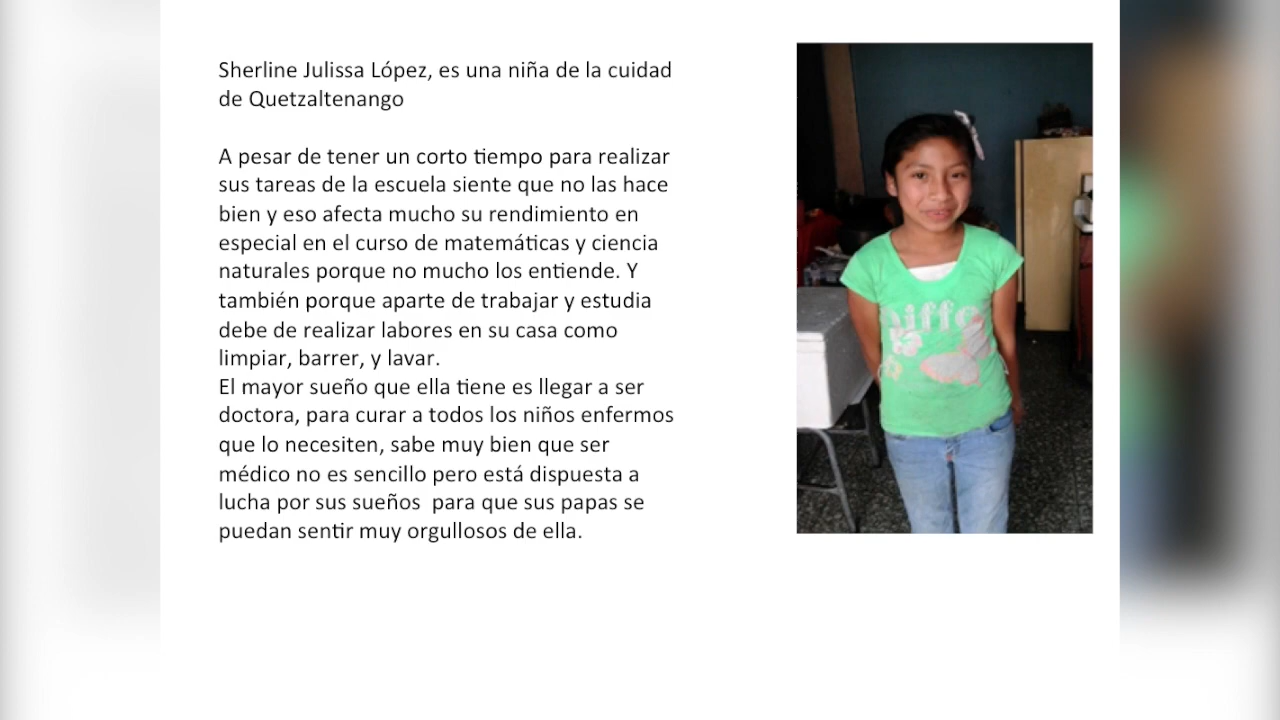 Sherline Julissa López, es una niña de la cuidad
de Quetzaltenango
A pesar de tener un corto tiempo para realizar
sus tareas de la escuela siente que no las hace
bien y eso afecta mucho su rendimiento en
especial en el curso de matemáticas y ciencia
naturales porque no mucho los entiende. Y
también porque aparte de trabajar y estudia
debe de realizar labores en su casa como
limpiar, barrer, y lavar.
El mayor sueño que ella tiene es llegar a ser
doctora, para curar a todos los niños enfermos
que lo necesiten, sabe muy bien que ser
médico no es sencillo pero está dispuesta a
lucha por sus sueños  para que sus papas se
puedan sentir muy orgullosos de ella.